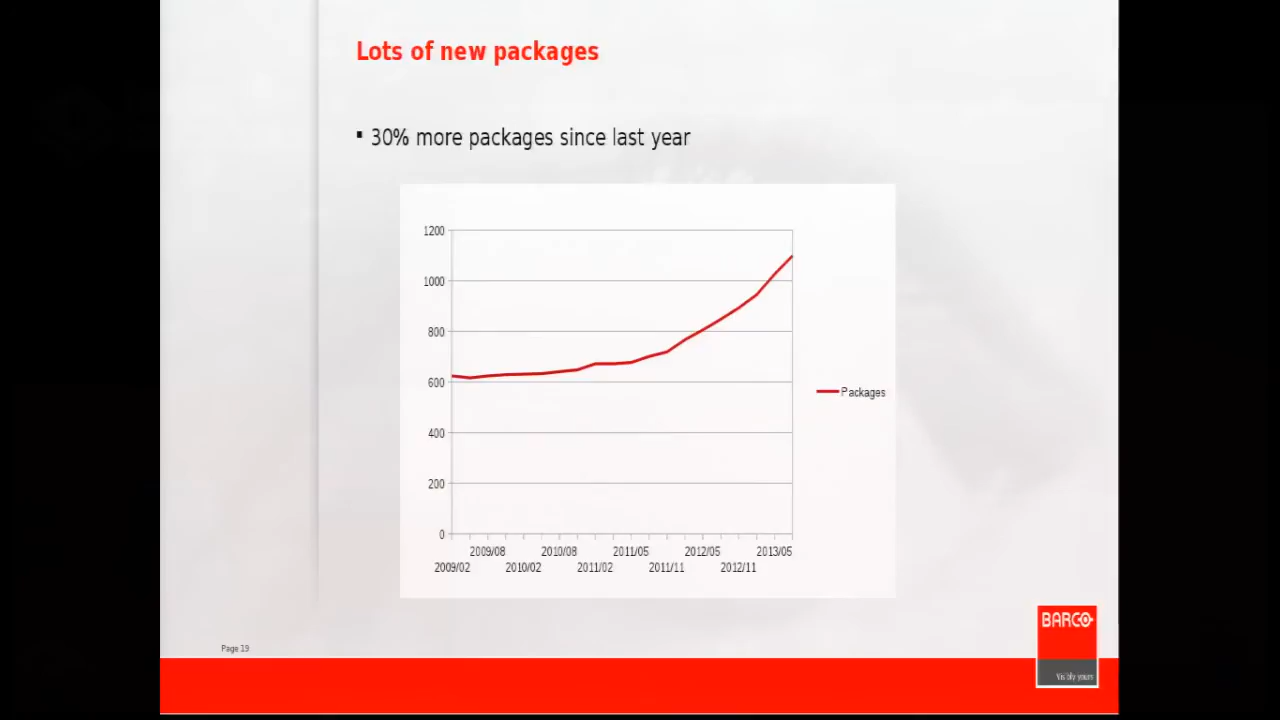 Lots of new packages
▪ 30% more packages since last year
1200
1000
800
600
400
200
0
Packages
2009/08 2010/08 2011/05 2012/05 2013/05
2009/02 2010/02 2011/02 2011/11 2012/11
BARCO
Visibly yours
Page 19